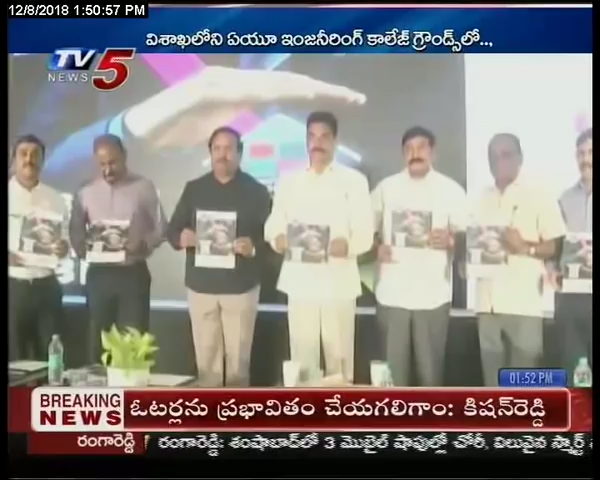 12/8/2018 1:50:57 PM
విశాఖలోని ఏయూ ఇంజనీరింగ్ కాలేజ్ గ్రౌండ్స్‌లో..,
TV5
NEWS
01:52 PM
BREAKING NEWS
ఓటర్లను ప్రభావితం చేయగలిగాం: కిషన్‌రెడ్డి
రంగారెడ్డి రంగారెడ్డి: శంషాబాద్‌లో 3 మొబైల్ షాపుల్లో చోరీ, విలువైన స్మార్ట్